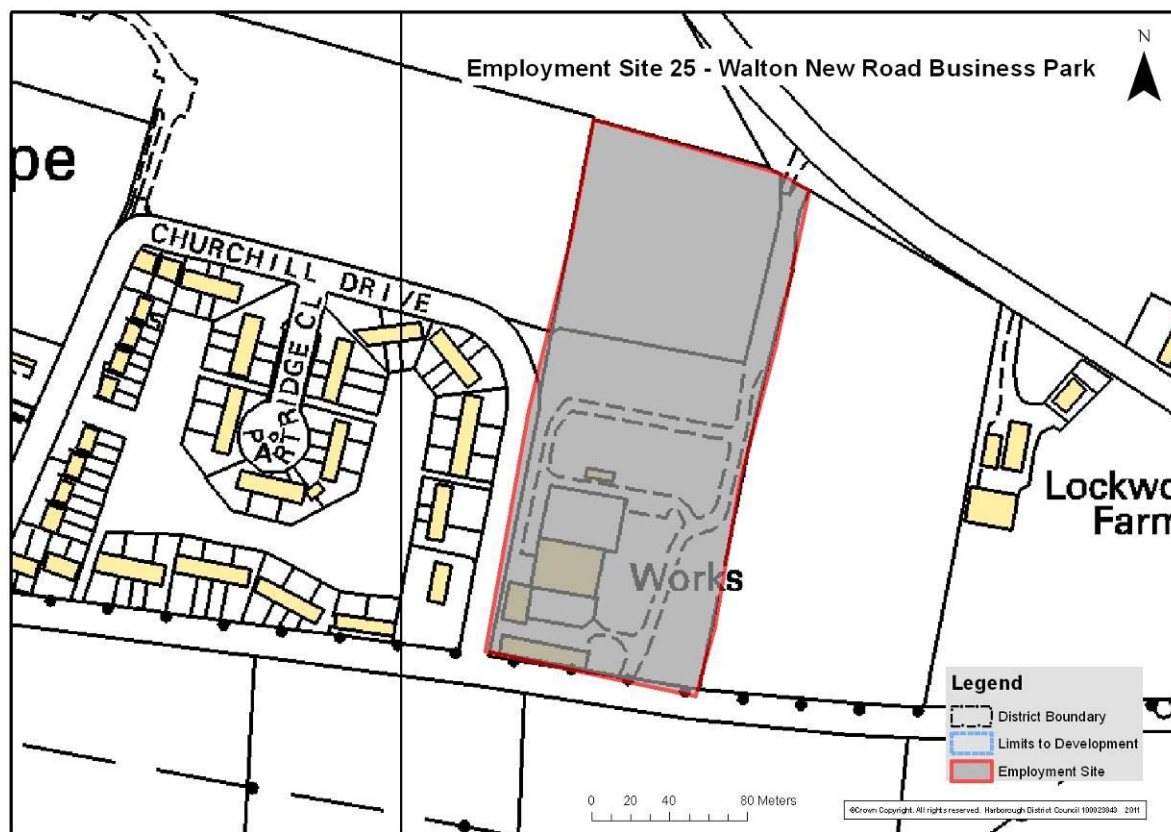 Employment Site 25 - Walton New Road Business Park
N
pe
CHURCHILL DRIVE
PARTRIDGE CL
Works
Lockwo
Farm
Legend
District Boundary
Limits to Development
Employment Site
0 20 40 80 Meters
©Crown Copyright. All rights reserved. Harborough District Council 100023843 2011